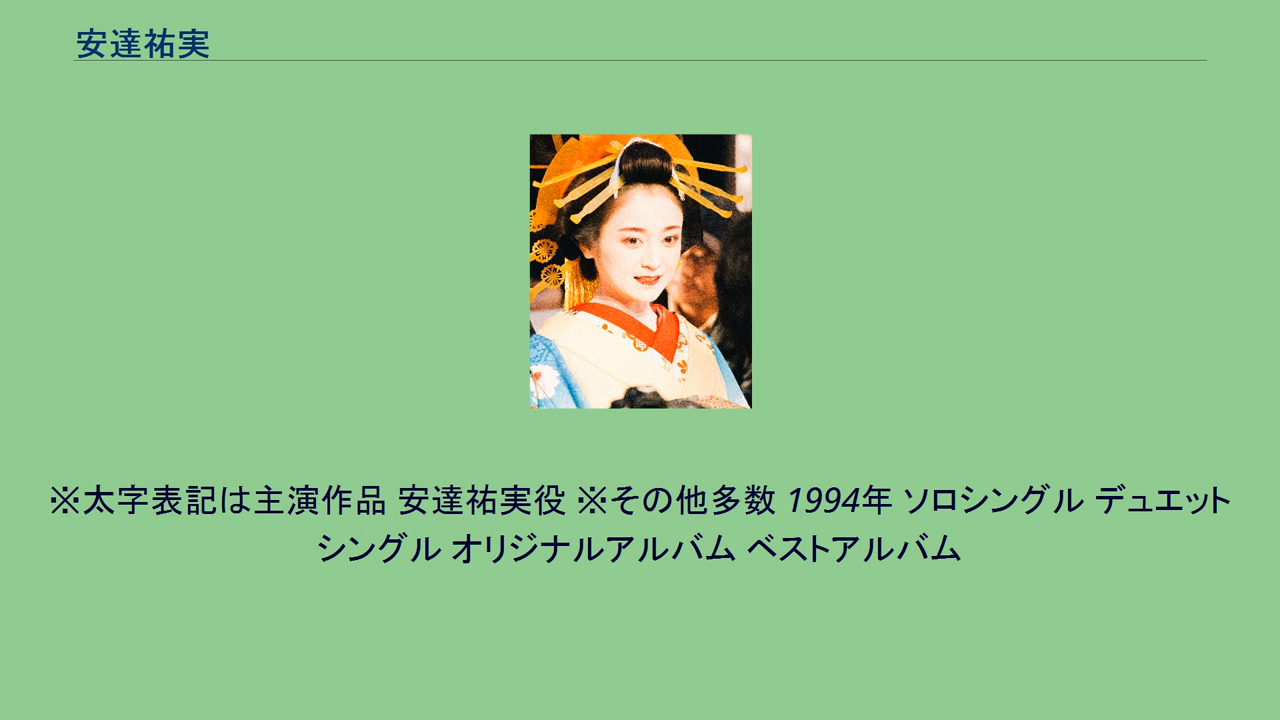 安達祐実
※太字表記は主演作品 安達祐実役 ※その他多数 1994年 ソロシングル デュエット
シングル オリジナルアルバム ベストアルバム